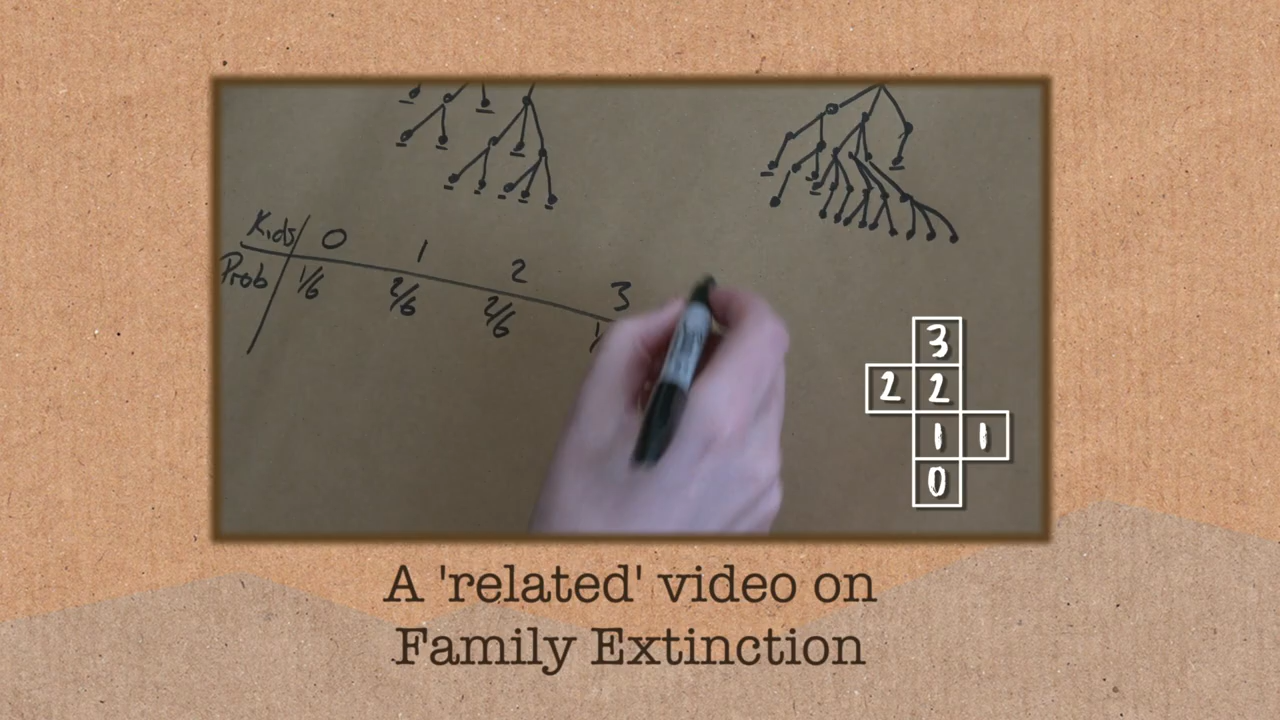 Kids 0 1 2 3
Prob 1/6 2/6 2/6
3
2 2
1 1
0
A 'related' video on
Family Extinction